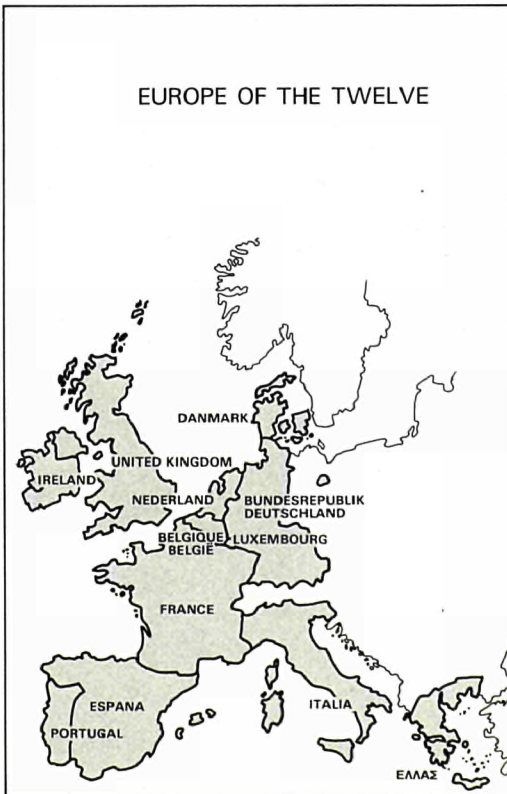 EUROPE OF THE TWELVE
DANMARK
UNITED KINGDOM
IRELAND
NEDERLAND
BUNDESREPUBLIK
DEUTSCHLAND
BELGIQUE
BELGIË
LUXEMBOURG
FRANCE
ESPANA
PORTUGAL
ITALIA
ΕΛΛΑΣ